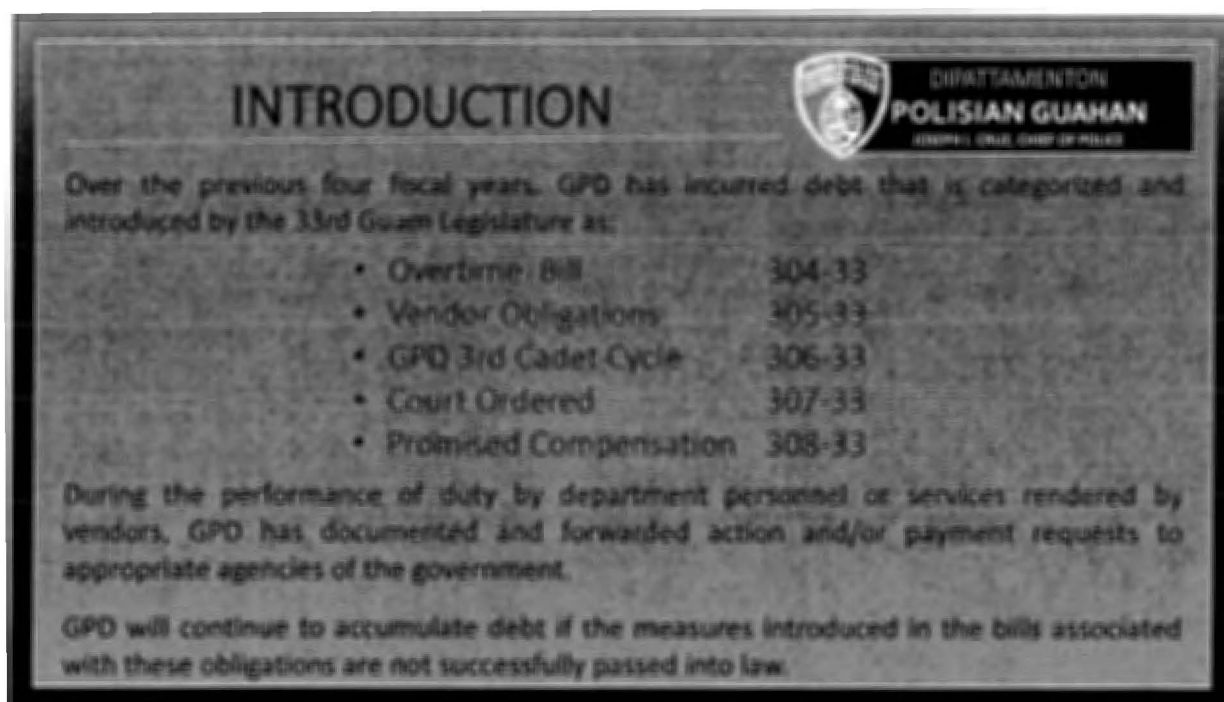 INTRODUCTION
DIPATTAMENTON
POLISIAN GUAHAN
JOSEPH I. CRUZ, CHIEF OF POLICE
Over the previous four fiscal years, GPD has incurred debt that is categorized and
introduced by the 33rd Guam Legislature as:
• Overtime Bill 304-33
• Vendor Obligations 305-33
• GPD 3rd Cadet Cycle 306-33
• Court Ordered 307-33
• Promised Compensation 308-33
During the performance of duty by department personnel or services rendered by
vendors, GPD has documented and forwarded action and/or payment requests to
appropriate agencies of the government.
GPD will continue to accumulate debt if the measures introduced in the bills associated
with these obligations are not successfully passed into law.